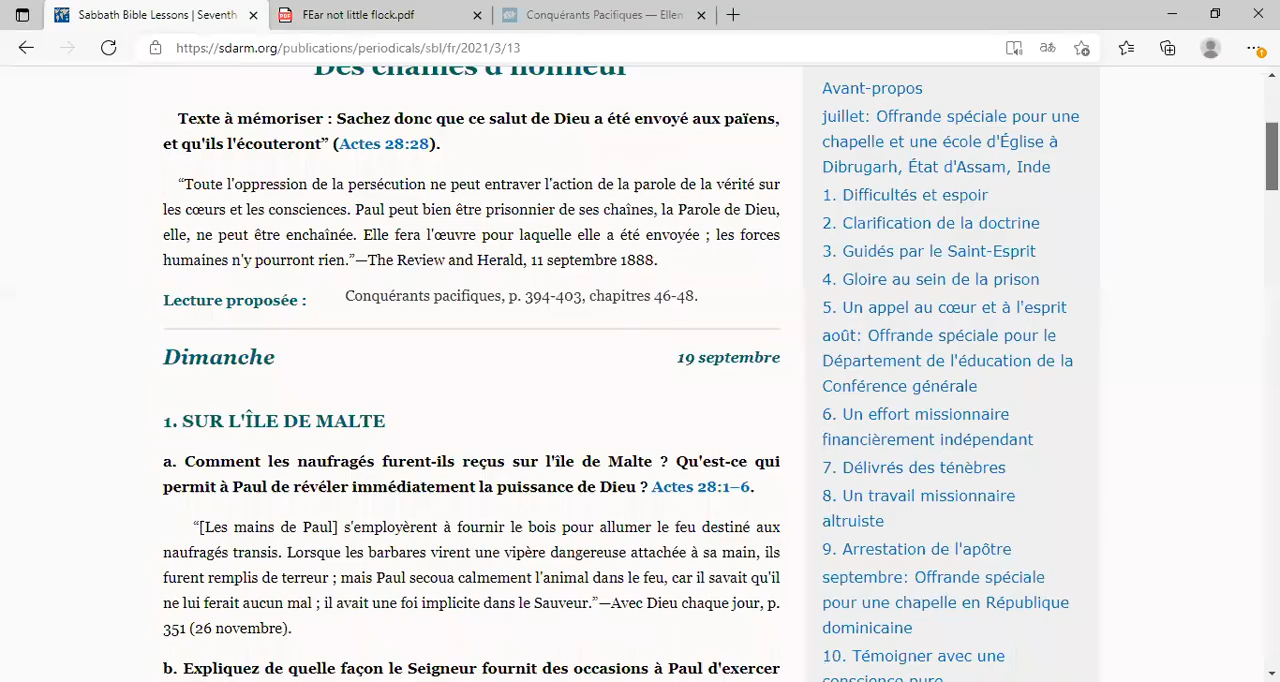 Sabbath Bible Lessons | Seventh
FEar not little flock.pdf
Conquérants Pacifiques — Ellen
https://sdarm.org/publications/periodicals/sbl/fr/2021/3/13
Des chaînes d'honneur
Texte à mémoriser : Sachez donc que ce salut de Dieu a été envoyé aux païens,
et qu'ils l'écouteront” (Actes 28:28).
“Toute l'oppression de la persécution ne peut entraver l'action de la parole de la vérité sur
les cœurs et les consciences. Paul peut bien être prisonnier de ses chaînes, la Parole de Dieu,
elle, ne peut être enchaînée. Elle fera l'œuvre pour laquelle elle a été envoyée ; les forces
humaines n'y pourront rien.”—The Review and Herald, 11 septembre 1888.
Lecture proposée : Conquérants pacifiques, p. 394-403, chapitres 46-48.
Dimanche 19 septembre
1. SUR L'ÎLE DE MALTE
a. Comment les naufragés furent-ils reçus sur l'île de Malte ? Qu'est-ce qui
permit à Paul de révéler immédiatement la puissance de Dieu ? Actes 28:1–6.
“[Les mains de Paul] s'employèrent à fournir le bois pour allumer le feu destiné aux
naufragés transis. Lorsque les barbares virent une vipère dangereuse attachée à sa main, ils
furent remplis de terreur ; mais Paul secoua calmement l'animal dans le feu, car il savait qu'il
ne lui ferait aucun mal ; il avait une foi implicite dans le Sauveur.”—Avec Dieu chaque jour, p.
351 (26 novembre).
b. Expliquez de quelle façon le Seigneur fournit des occasions à Paul d'exercer
Avant-propos
juillet: Offrande spéciale pour une
chapelle et une école d'Église à
Dibrugarh, État d'Assam, Inde
1. Difficultés et espoir
2. Clarification de la doctrine
3. Guidés par le Saint-Esprit
4. Gloire au sein de la prison
5. Un appel au cœur et à l'esprit
août: Offrande spéciale pour le
Département de l'éducation de la
Conférence générale
6. Un effort missionnaire
financièrement indépendant
7. Délivrés des ténèbres
8. Un travail missionnaire
altruiste
9. Arrestation de l'apôtre
septembre: Offrande spéciale
pour une chapelle en République
dominicaine
10. Témoigner avec une
conscience pure